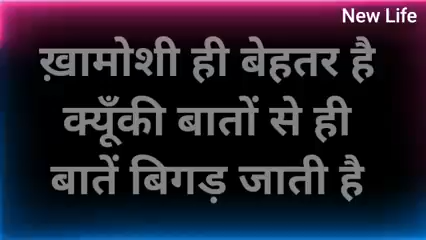 New Life
ख़ामोशी ही बेहतर है
क्यूँकी बातों से ही
बातें बिगड़ जाती है